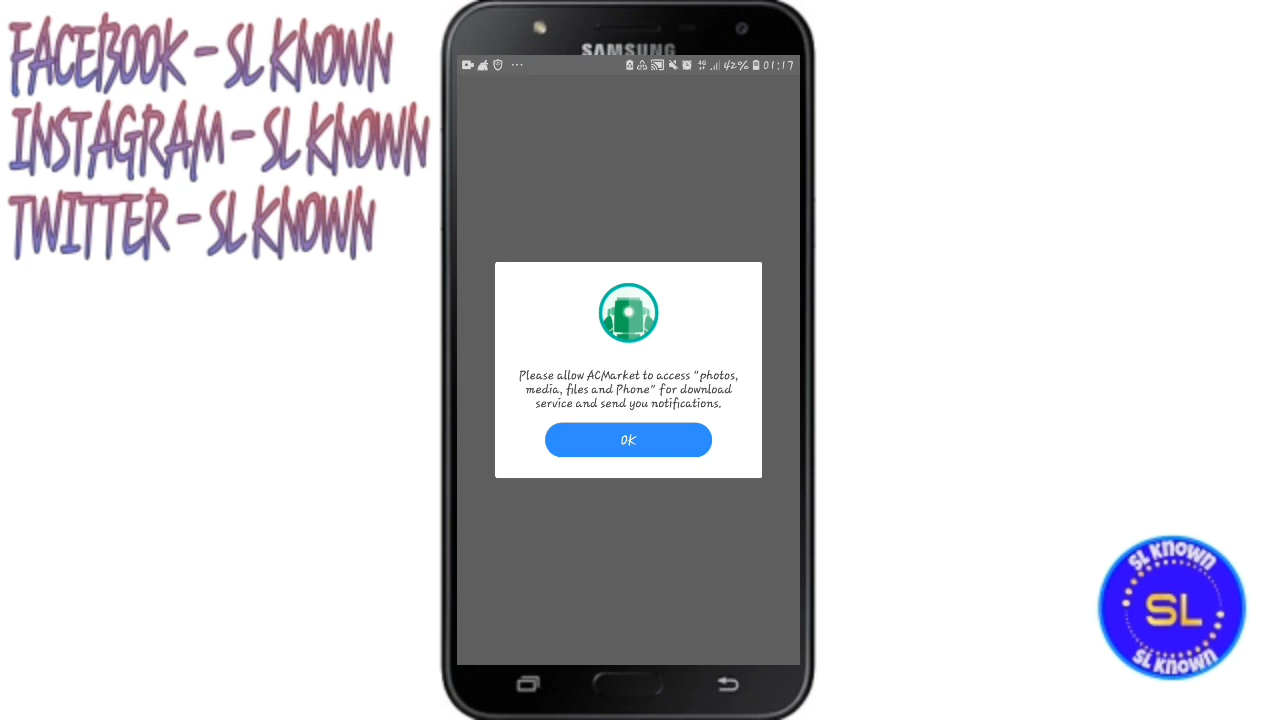 FACEBOOK - SL KNOWN
INSTAGRAM - SL KNOWN
TWITTER - SL KNOWN
SAMSUNG
42% 01:17
Please allow ACMarket to access "photos,
media, files and Phone" for download
service and send you notifications.
OK
SL KNOWN
SL
SL KNOWN